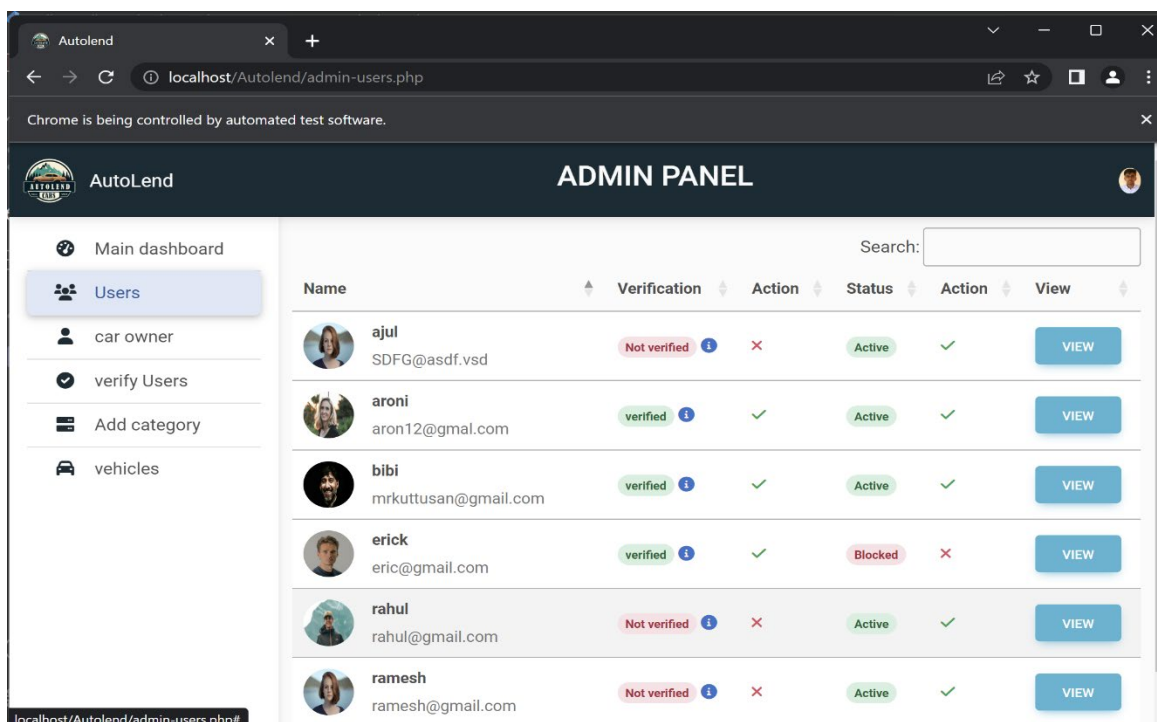 Autolend
localhost/Autolend/admin-users.php
Chrome is being controlled by automated test software.
AUTOLEND
CARS
AutoLend
ADMIN PANEL
Main dashboard
Users
car owner
verify Users
Add category
vehicles
Search:
Name Verification Action Status Action View
ajul
SDFG@asdf.vsd
Not verified Active VIEW
aroni
aron12@gmal.com
verified Active VIEW
bibi
mrkuttusan@gmail.com
verified Active VIEW
erick
eric@gmail.com
verified Blocked VIEW
rahul
rahul@gmail.com
Not verified Active VIEW
ramesh
ramesh@gmail.com
Not verified Active VIEW
localhost/Autolend/admin-users.php#